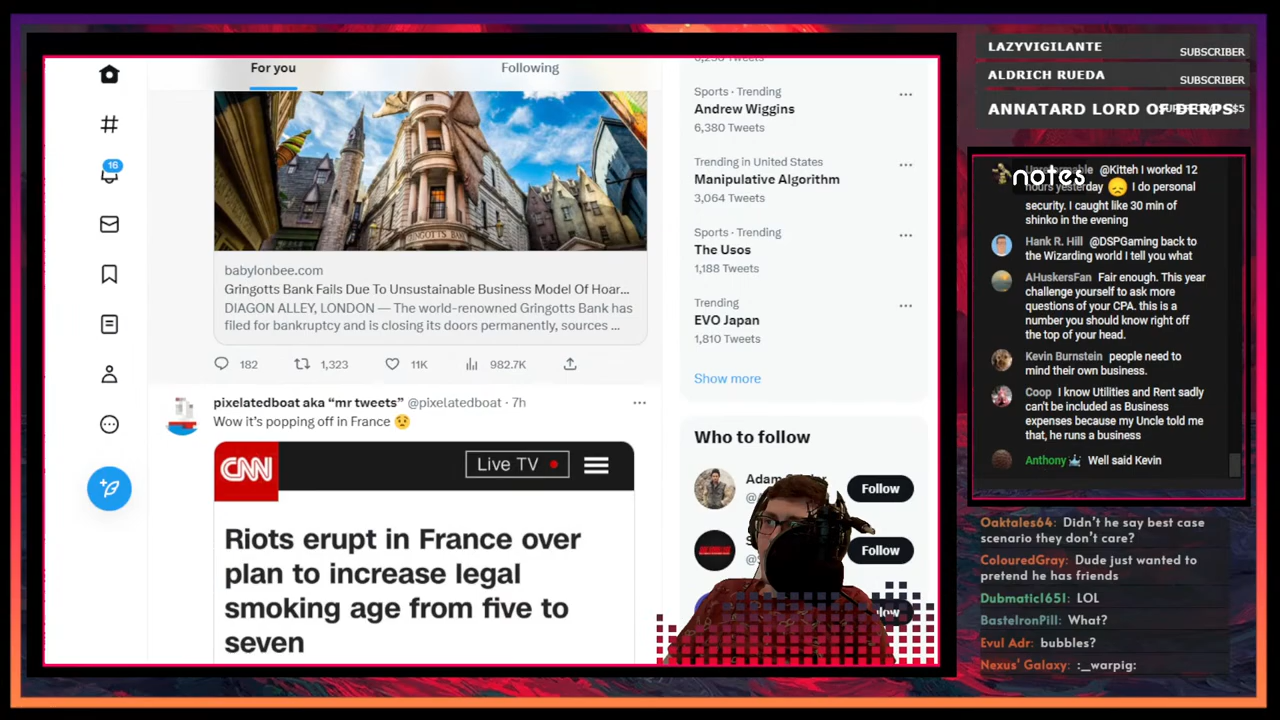 For you
Following
Sports · Trending
Andrew Wiggins
6,380 Tweets
Trending in United States
Manipulative Algorithm
3,064 Tweets
Sports · Trending
The Usos
1,188 Tweets
Trending
EVO Japan
1,810 Tweets
Show more
16
babylonbee.com
Gringotts Bank Fails Due To Unsustainable Business Model Of Hoar...
DIAGON ALLEY, LONDON — The world-renowned Gringotts Bank has
filed for bankruptcy and is closing its doors permanently, sources ...
182
1,323
11K
982.7K
pixelatedboat aka “mr tweets” @pixelatedboat · 7h
Wow it’s popping off in France 😟
CNN
Live TV
Riots erupt in France over
plan to increase legal
smoking age from five to
seven
Who to follow
Follow
Follow
LAZYVIGILANTE
SUBSCRIBER
ALDRICH RUEDA
SUBSCRIBER
ANNATARD LORD OF DERPS
$5
notes
@Kitteh I worked 12
hours yesterday 😞 I do personal
security. I caught like 30 min of
shinko in the evening
Hank R. Hill @DSPGaming back to
the Wizarding world I tell you what
AHuskersFan Fair enough. This year
challenge yourself to ask more
questions of your CPA. this is a
number you should know right off
the top of your head.
Kevin Burnstein people need to
mind their own business.
Coop I know Utilities and Rent sadly
can't be included as Business
expenses because my Uncle told me
that, he runs a business
Anthony Well said Kevin
Oaktales64: Didn't he say best case
scenario they don't care?
ColouredGray: Dude just wanted to
pretend he has friends
Dubmatic1651: LOL
BasteIronPill: What?
Evul Adr: bubbles?
Nexus' Galaxy: :_warpig: